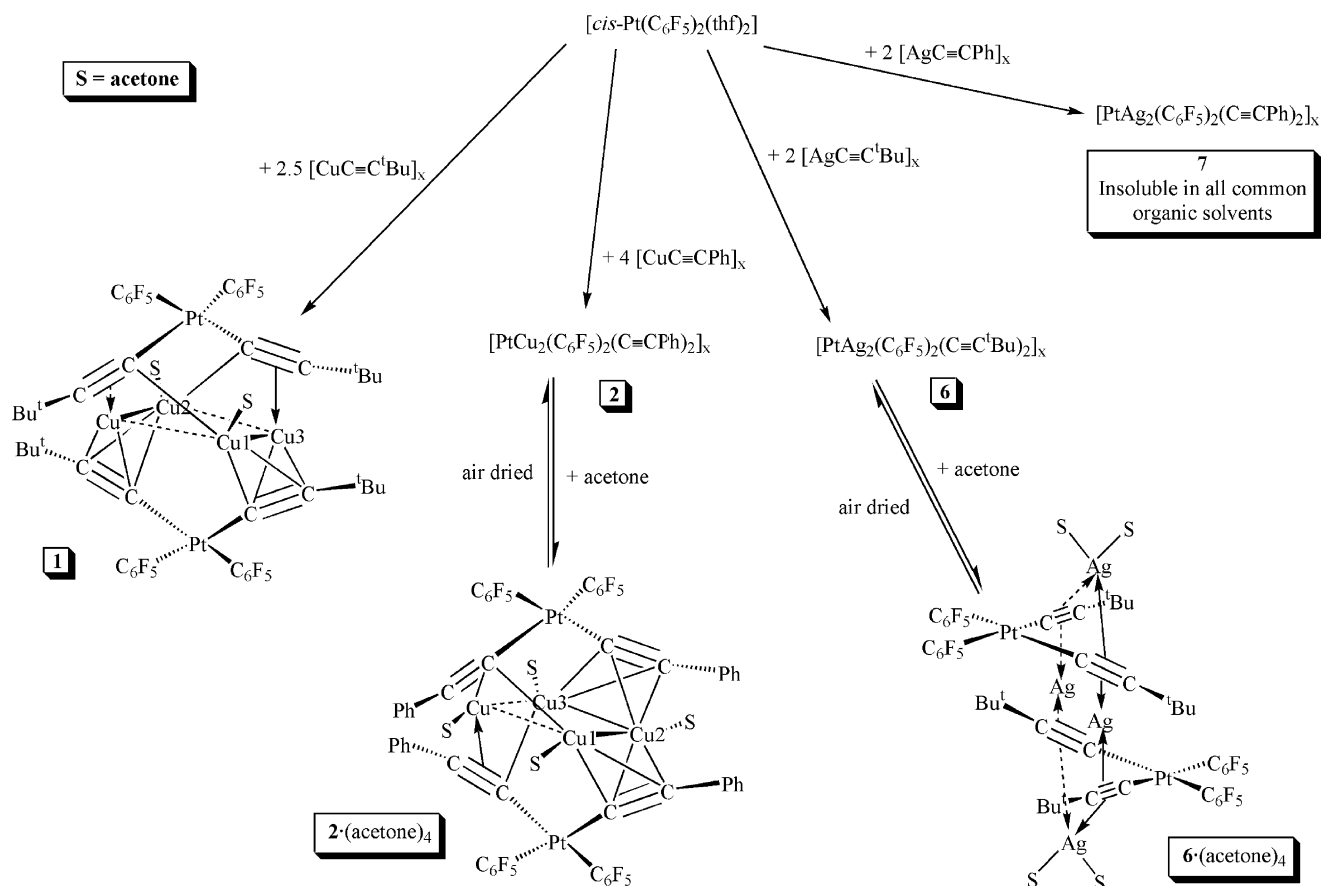 [cis-Pt(C₆F₅)₂(thf)₂]
S = acetone
+ 2 [AgC≡CPh]ₓ
[PtAg₂(C₆F₅)₂(C≡CPh)₂]ₓ
7
Insoluble in all common
organic solvents
+ 2.5 [CuC≡CᵗBu]ₓ
+ 2 [AgC≡CᵗBu]ₓ
+ 4 [CuC≡CPh]ₓ
C₆F₅ C₆F₅
Pt
C C
C C
S ᵗBu
Buᵗ S
Cu Cu2
Cu1 Cu3
Buᵗ
C C ᵗBu
C C
Pt
C₆F₅ C₆F₅
1
[PtCu₂(C₆F₅)₂(C≡CPh)₂]ₓ
2
air dried + acetone
C₆F₅ C₆F₅
Pt
C C
C S C Ph
Ph Cu Cu3
S Cu1 Cu2 S
Ph S
C C Ph
C C
Pt
C₆F₅ C₆F₅
2·(acetone)₄
[PtAg₂(C₆F₅)₂(C≡CᵗBu)₂]ₓ
6
+ acetone
air dried
S S
Ag
C₆F₅ C C ᵗBu
C₆F₅ Pt
C
Ag C
Buᵗ ᵗBu
C Ag
C
Pt C₆F₅
C C C₆F₅
Buᵗ
Ag
S S
6·(acetone)₄